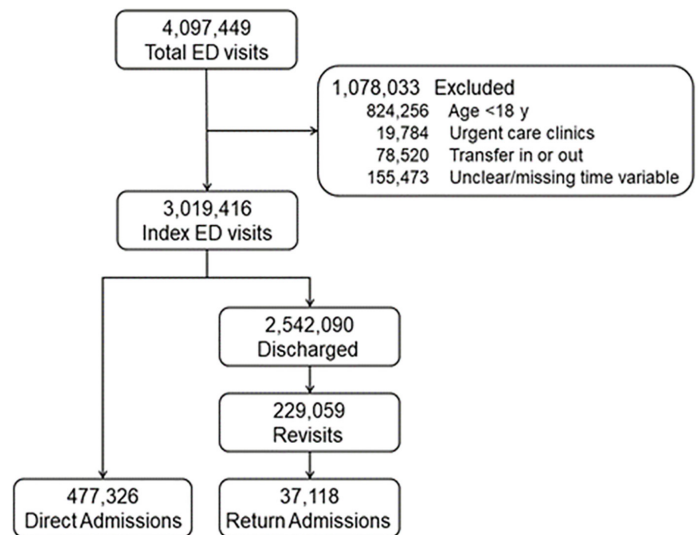 4,097,449
Total ED visits
1,078,033 Excluded
824,256 Age <18 y
19,784 Urgent care clinics
78,520 Transfer in or out
155,473 Unclear/missing time variable
3,019,416
Index ED visits
2,542,090
Discharged
229,059
Revisits
477,326
Direct Admissions
37,118
Return Admissions